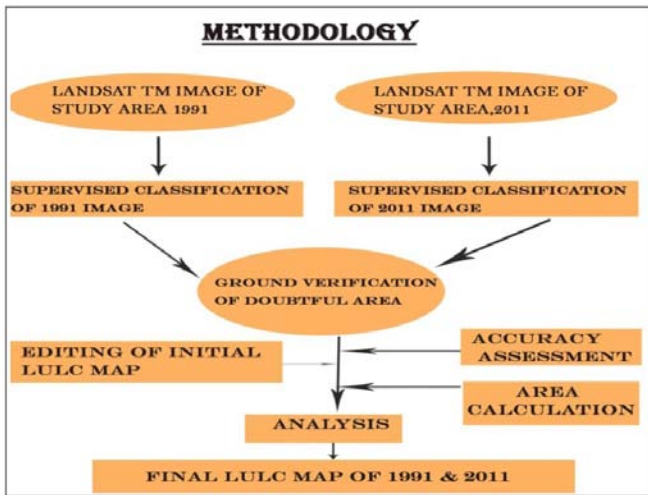 METHODOLOGY
LANDSAT TM IMAGE OF
STUDY AREA 1991
LANDSAT TM IMAGE OF
STUDY AREA,2011
SUPERVISED CLASSIFICATION
OF 1991 IMAGE
SUPERVISED CLASSIFICATION
OF 2011 IMAGE
GROUND VERIFICATION
OF DOUBTFUL AREA
EDITING OF INITIAL
LULC MAP
ACCURACY
ASSESSMENT
AREA
CALCULATION
ANALYSIS
FINAL LULC MAP OF 1991 & 2011